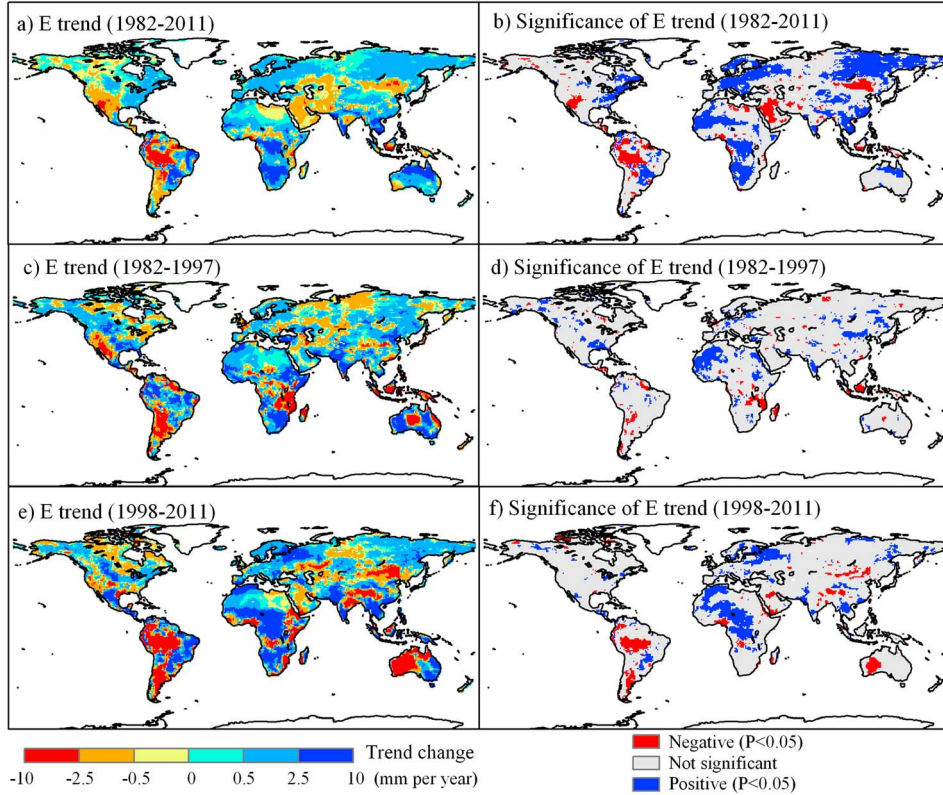 a) E trend (1982-2011)
b) Significance of E trend (1982-2011)
c) E trend (1982-1997)
d) Significance of E trend (1982-1997)
e) E trend (1998-2011)
f) Significance of E trend (1998-2011)
Trend change
-10 -2.5 -0.5 0 0.5 2.5 10 (mm per year)
Negative (P<0.05)
Not significant
Positive (P<0.05)